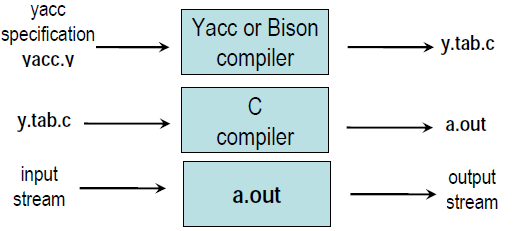 yacc
specification
yacc.y
Yacc or Bison
compiler
y.tab.c
y.tab.c
C
compiler
a.out
input
stream
a.out
output
stream